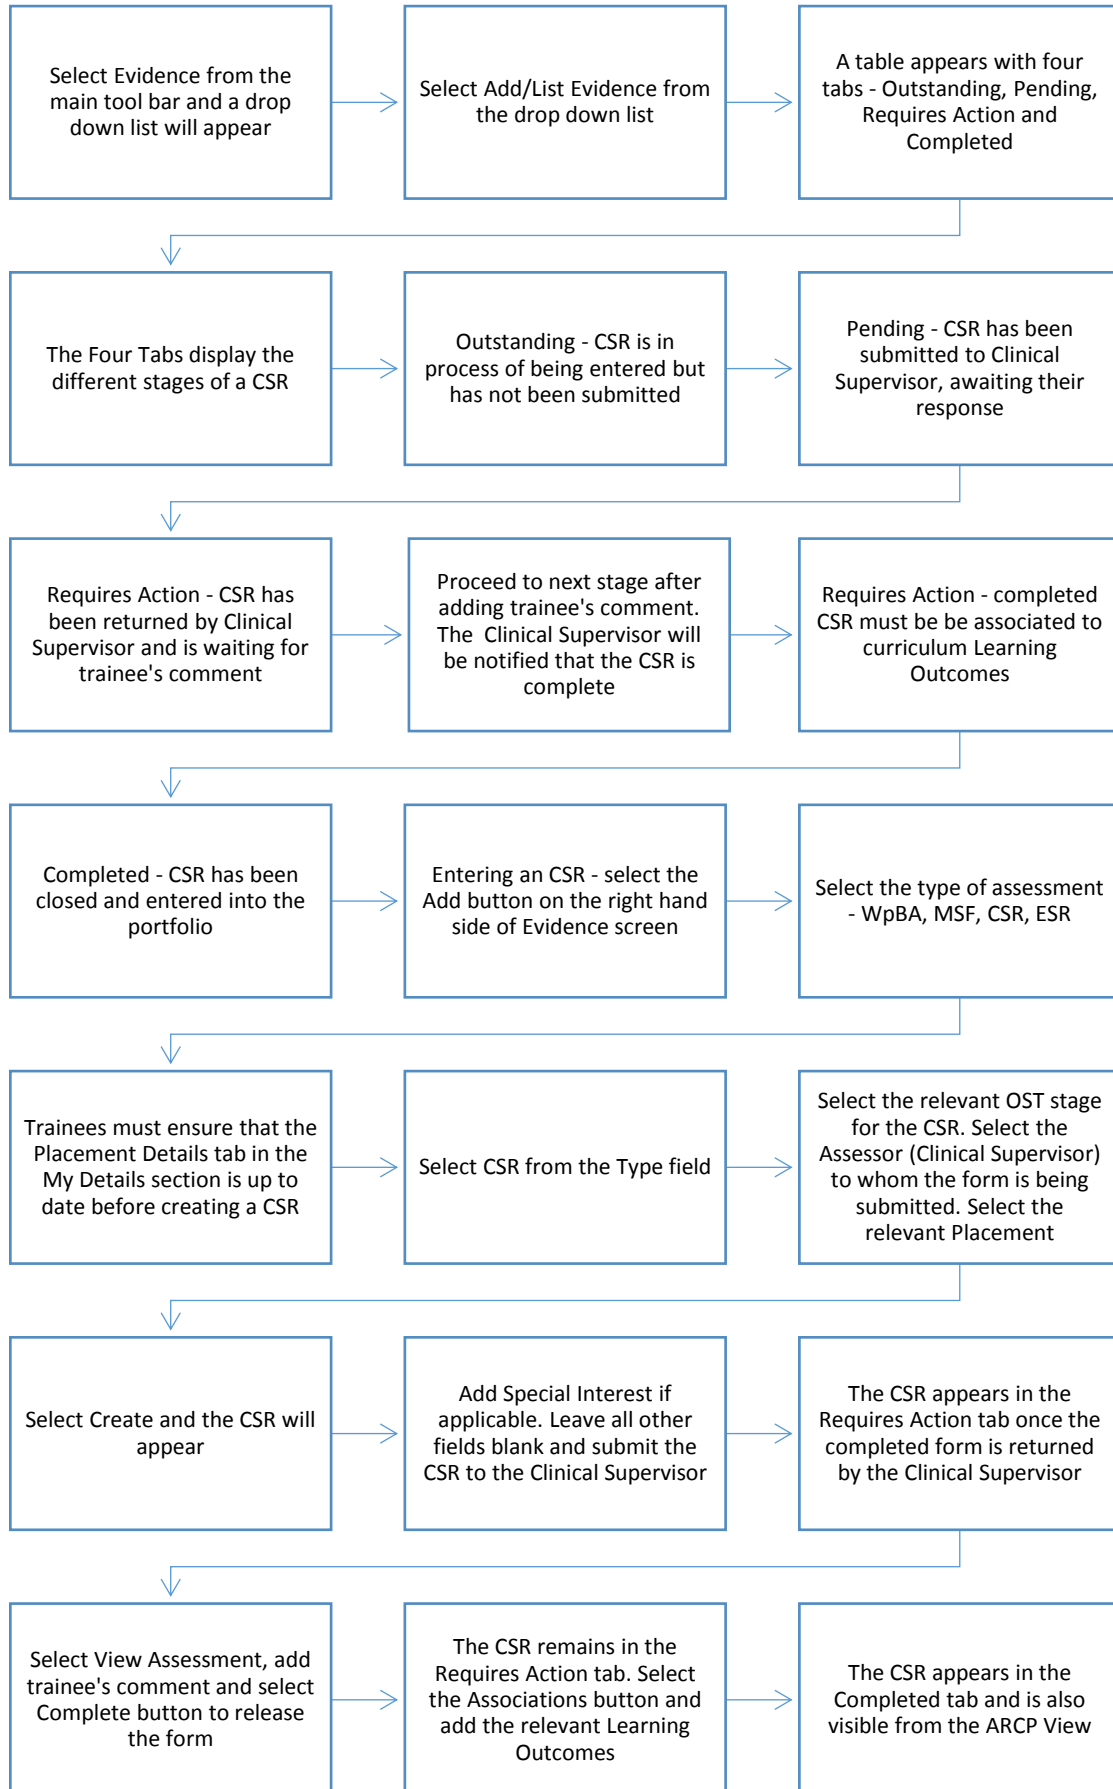 Select Evidence from the
main tool bar and a drop
down list will appear
Select Add/List Evidence from
the drop down list
A table appears with four
tabs - Outstanding, Pending,
Requires Action and
Completed
The Four Tabs display the
different stages of a CSR
Outstanding - CSR is in
process of being entered but
has not been submitted
Pending - CSR has been
submitted to Clinical
Supervisor, awaiting their
response
Requires Action - CSR has
been returned by Clinical
Supervisor and is waiting for
trainee's comment
Proceed to next stage after
adding trainee's comment.
The Clinical Supervisor will
be notified that the CSR is
complete
Requires Action - completed
CSR must be be associated to
curriculum Learning
Outcomes
Completed - CSR has been
closed and entered into the
portfolio
Entering an CSR - select the
Add button on the right hand
side of Evidence screen
Select the type of assessment
- WpBA, MSF, CSR, ESR
Trainees must ensure that the
Placement Details tab in the
My Details section is up to
date before creating a CSR
Select CSR from the Type field
Select the relevant OST stage
for the CSR. Select the
Assessor (Clinical Supervisor)
to whom the form is being
submitted. Select the
relevant Placement
Select Create and the CSR will
appear
Add Special Interest if
applicable. Leave all other
fields blank and submit the
CSR to the Clinical Supervisor
The CSR appears in the
Requires Action tab once the
completed form is returned
by the Clinical Supervisor
Select View Assessment, add
trainee's comment and select
Complete button to release
the form
The CSR remains in the
Requires Action tab. Select
the Associations button and
add the relevant Learning
Outcomes
The CSR appears in the
Completed tab and is also
visible from the ARCP View